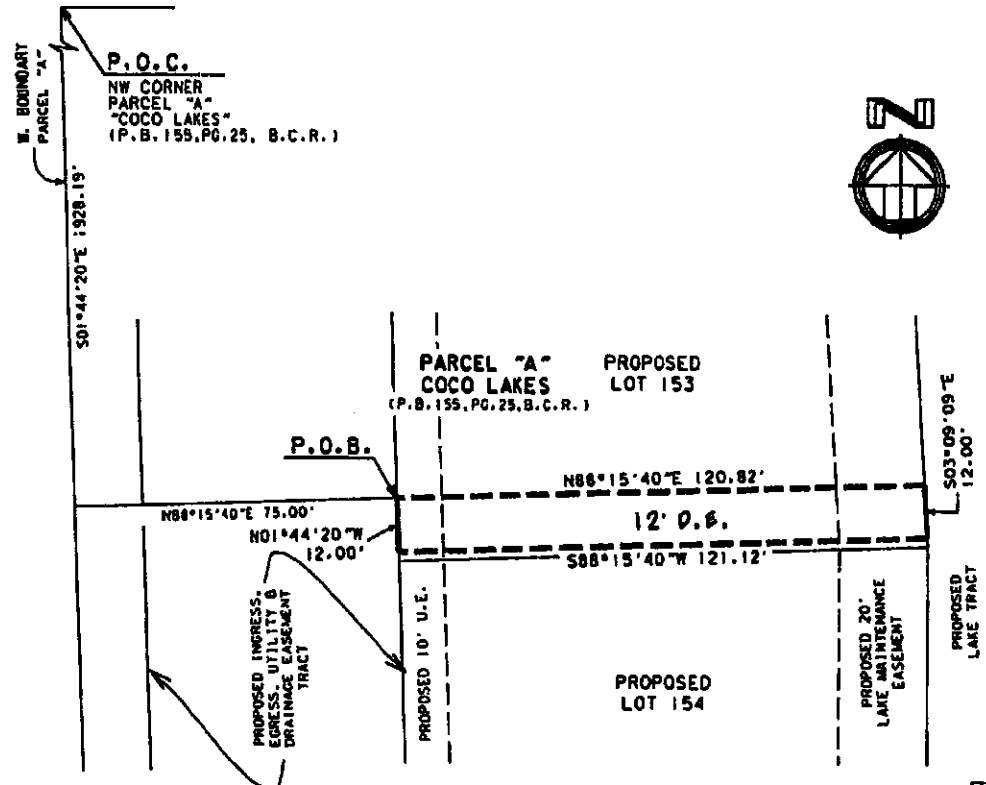 W. BOUNDARY
PARCEL "A"
P.O.C.
NW CORNER
PARCEL "A"
"COCO LAKES"
(P.B.155,PG.25, B.C.R.)
N
S01°44'20"E 1928.19'
PARCEL "A"
COCO LAKES
(P.B.155,PG.25,B.C.R.)
PROPOSED
LOT 153
P.O.B.
N88°15'40"E 120.82'
S03°09'09"E
12.00'
N88°15'40"E 75.00'
N01°44'20"W
12.00'
12' D.E.
S88°15'40"W 121.12'
PROPOSED INGRESS,
EGRESS, UTILITY &
DRAINAGE EASEMENT
TRACT
PROPOSED 10' U.E.
PROPOSED
LOT 154
PROPOSED 20'
LAKE MAINTENANCE
EASEMENT
PROPOSED
LAKE TRACT